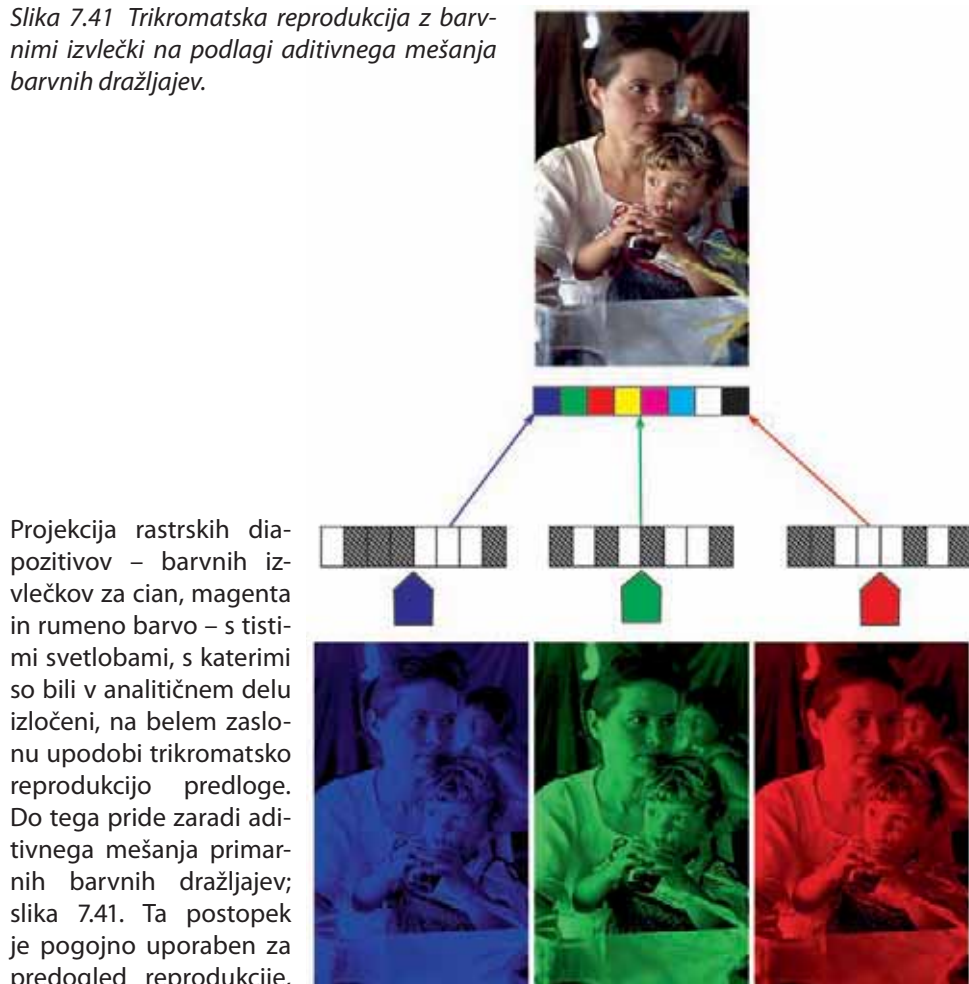 Slika 7.41 Trikromatska reprodukcija z barv-
nimi izvlečki na podlagi aditivnega mešanja
barvnih dražljajev.
Projekcija rastrskih dia-
pozitivov – barvnih iz-
vlečkov za cian, magenta
in rumeno barvo – s tisti-
mi svetlobami, s katerimi
so bili v analitičnem delu
izločeni, na belem zaslo-
nu upodobi trikromatsko
reprodukcijo predloge.
Do tega pride zaradi adi-
tivnega mešanja primar-
nih barvnih dražljajev;
slika 7.41. Ta postopek
je pogojno uporaben za
predogled reprodukcije.